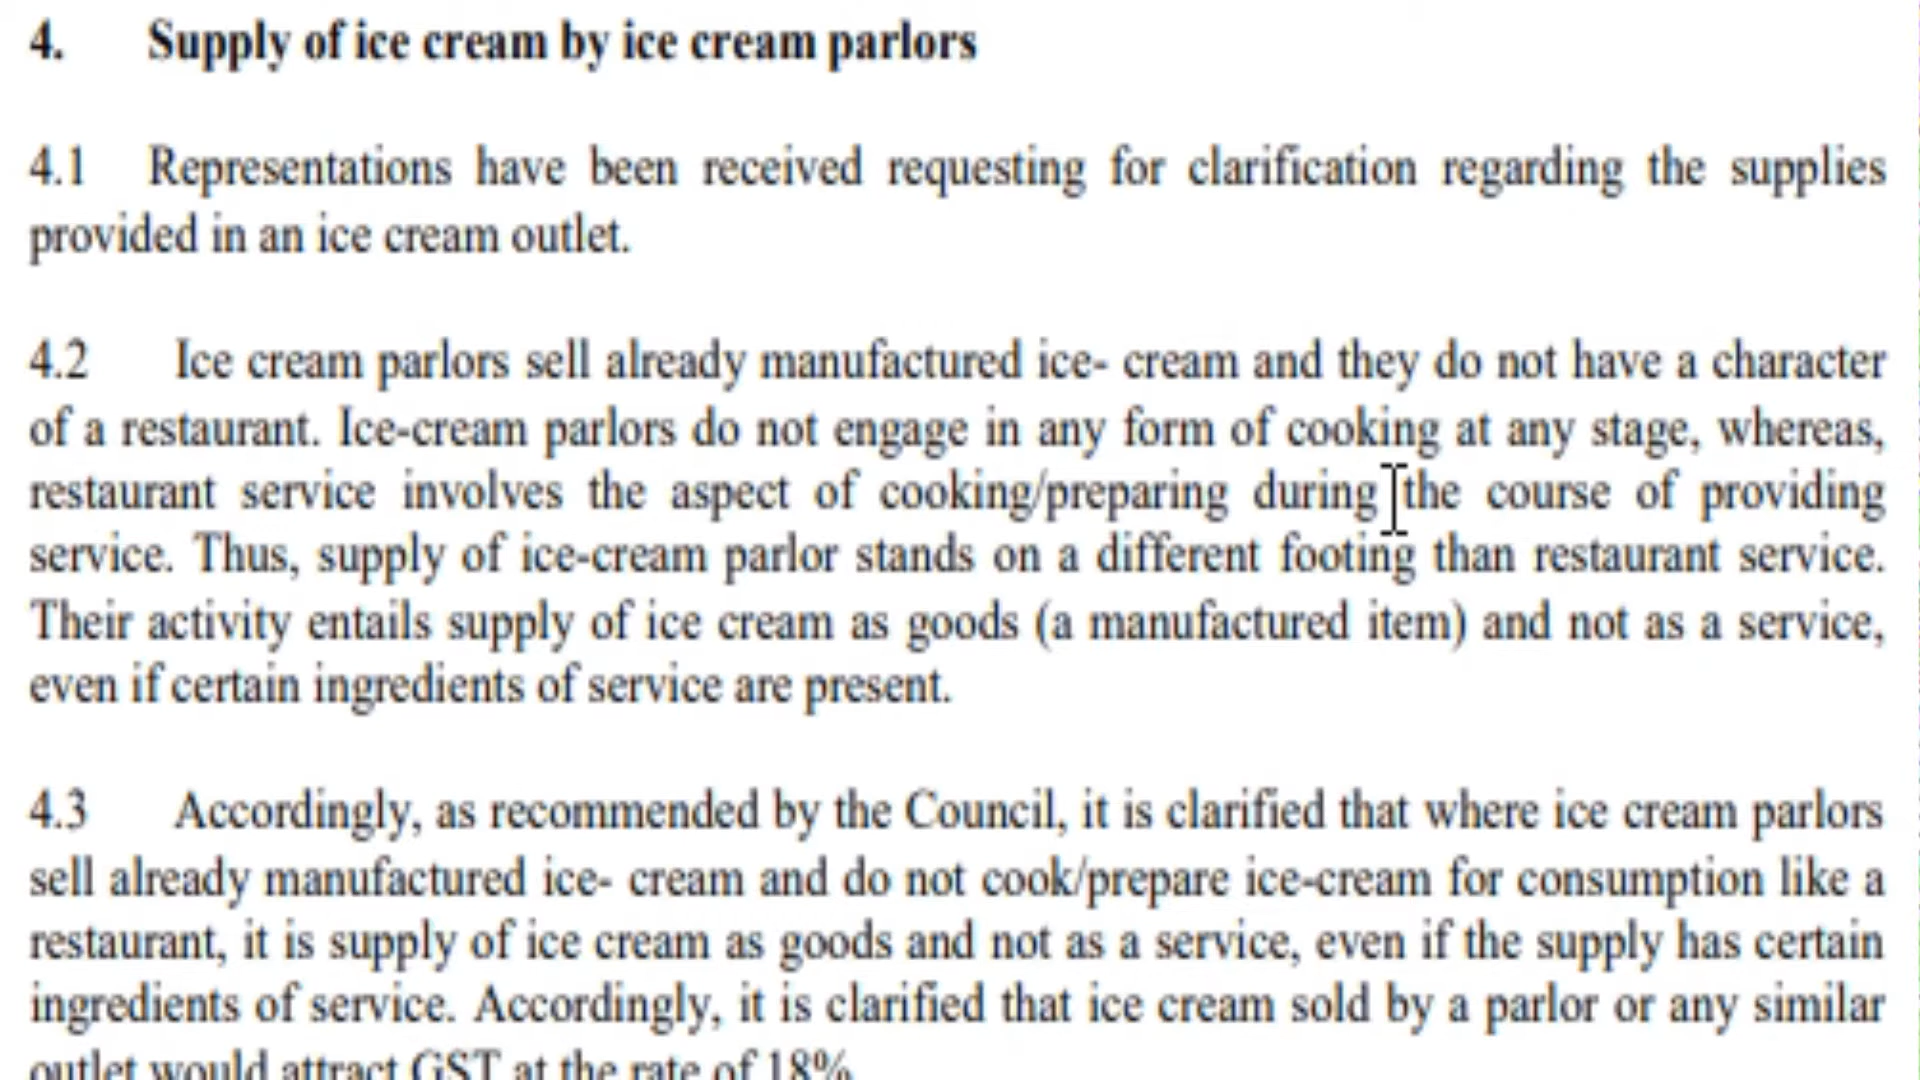 4. Supply of ice cream by ice cream parlors
4.1 Representations have been received requesting for clarification regarding the supplies
provided in an ice cream outlet.
4.2 Ice cream parlors sell already manufactured ice- cream and they do not have a character
of a restaurant. Ice-cream parlors do not engage in any form of cooking at any stage, whereas,
restaurant service involves the aspect of cooking/preparing during the course of providing
service. Thus, supply of ice-cream parlor stands on a different footing than restaurant service.
Their activity entails supply of ice cream as goods (a manufactured item) and not as a service,
even if certain ingredients of service are present.
4.3 Accordingly, as recommended by the Council, it is clarified that where ice cream parlors
sell already manufactured ice- cream and do not cook/prepare ice-cream for consumption like a
restaurant, it is supply of ice cream as goods and not as a service, even if the supply has certain
ingredients of service. Accordingly, it is clarified that ice cream sold by a parlor or any similar
outlet would attract GST at the rate of 18%